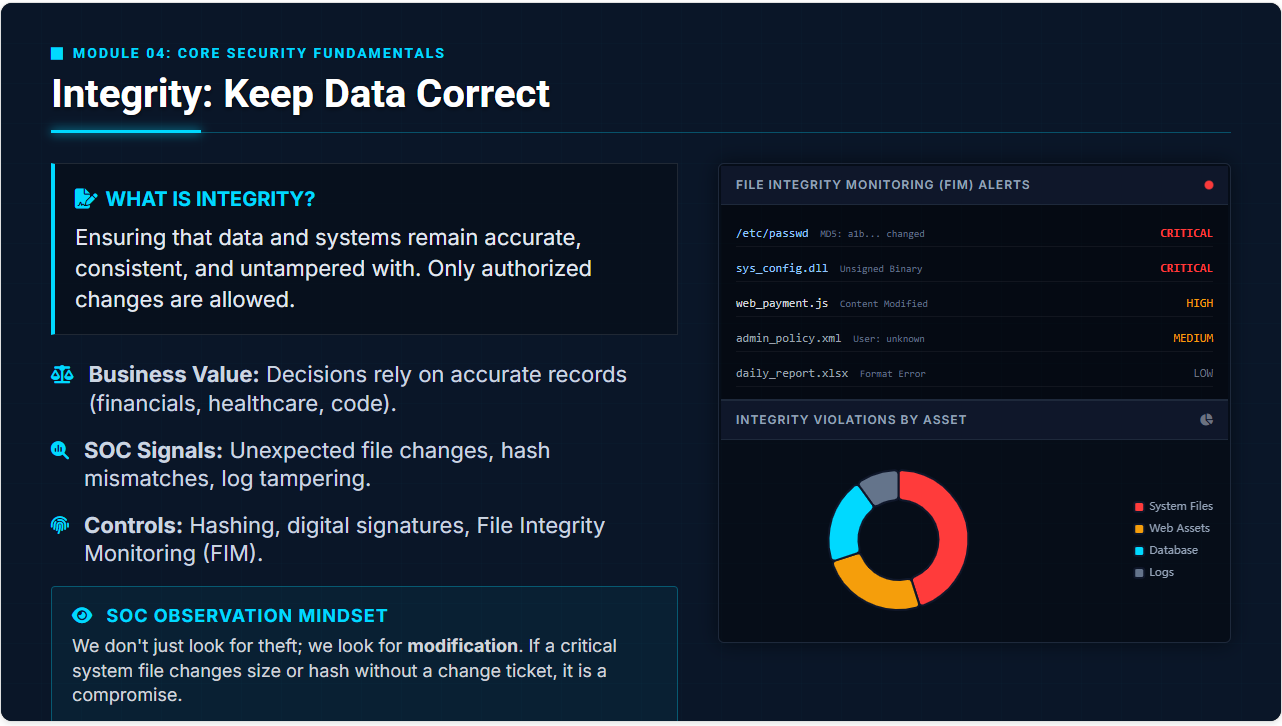 MODULE 04: CORE SECURITY FUNDAMENTALS
Integrity: Keep Data Correct
WHAT IS INTEGRITY?
Ensuring that data and systems remain accurate,
consistent, and untampered with. Only authorized
changes are allowed.
Business Value: Decisions rely on accurate records
(financials, healthcare, code).
SOC Signals: Unexpected file changes, hash
mismatches, log tampering.
Controls: Hashing, digital signatures, File Integrity
Monitoring (FIM).
SOC OBSERVATION MINDSET
We don't just look for theft; we look for modification. If a critical
system file changes size or hash without a change ticket, it is a
compromise.
FILE INTEGRITY MONITORING (FIM) ALERTS
/etc/passwd MD5: a1b... changed CRITICAL
sys_config.dll Unsigned Binary CRITICAL
web_payment.js Content Modified HIGH
admin_policy.xml User: unknown MEDIUM
daily_report.xlsx Format Error LOW
INTEGRITY VIOLATIONS BY ASSET
System Files
Web Assets
Database
Logs